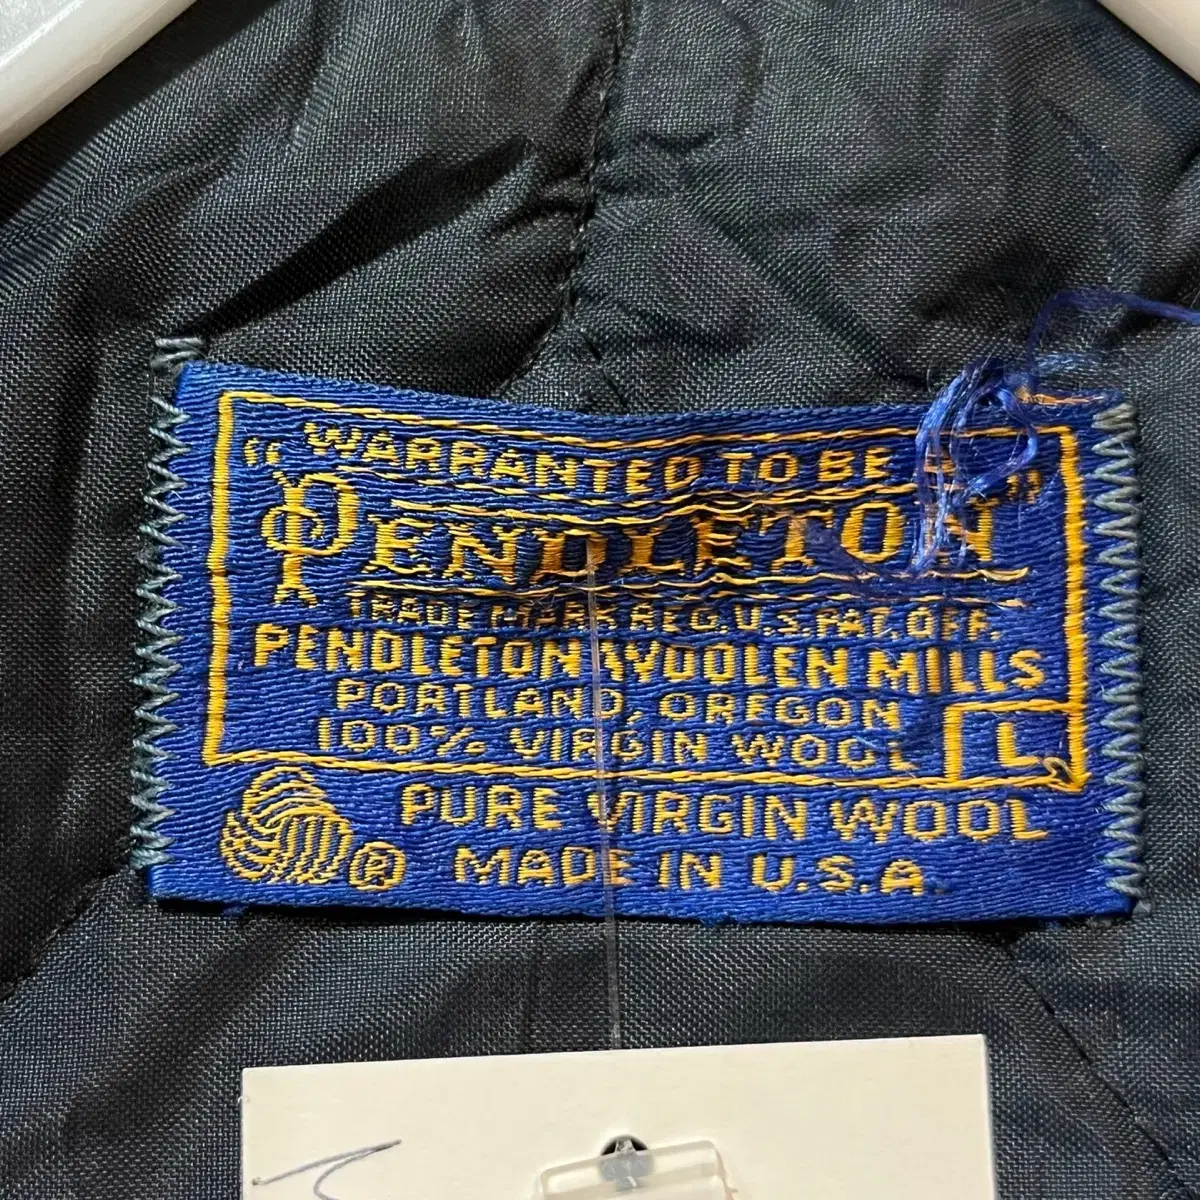 "WARRANTED TO BE A
PENDLETON"
TRADE MARK REG. U.S. PAT. OFF.
PENDLETON WOOLEN MILLS
PORTLAND, OREGON
100% VIRGIN WOOL L
PURE VIRGIN WOOL
® MADE IN U.S.A.